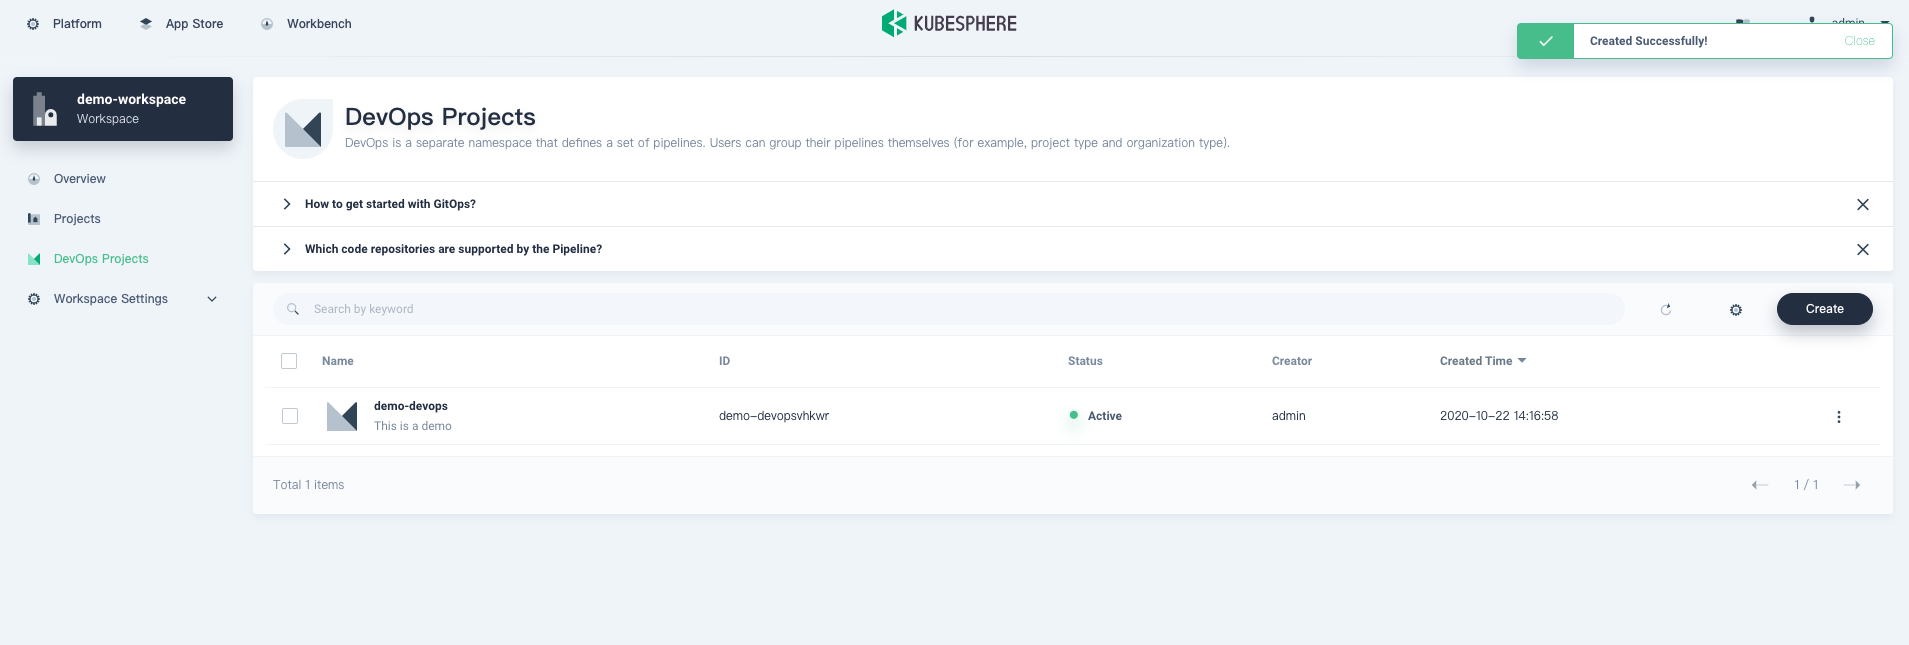 Platform
App Store
Workbench
KUBESPHERE
admin
Created Successfully!
Close
demo-workspace
Workspace
Overview
Projects
DevOps Projects
Workspace Settings
DevOps Projects
DevOps is a separate namespace that defines a set of pipelines. Users can group their pipelines themselves (for example, project type and organization type).
How to get started with GitOps?
Which code repositories are supported by the Pipeline?
Search by keyword
Create
Name ID Status Creator Created Time
demo-devops
This is a demo
demo-devopsvhkwr
Active
admin
2020-10-22 14:16:58
Total 1 items
1 / 1